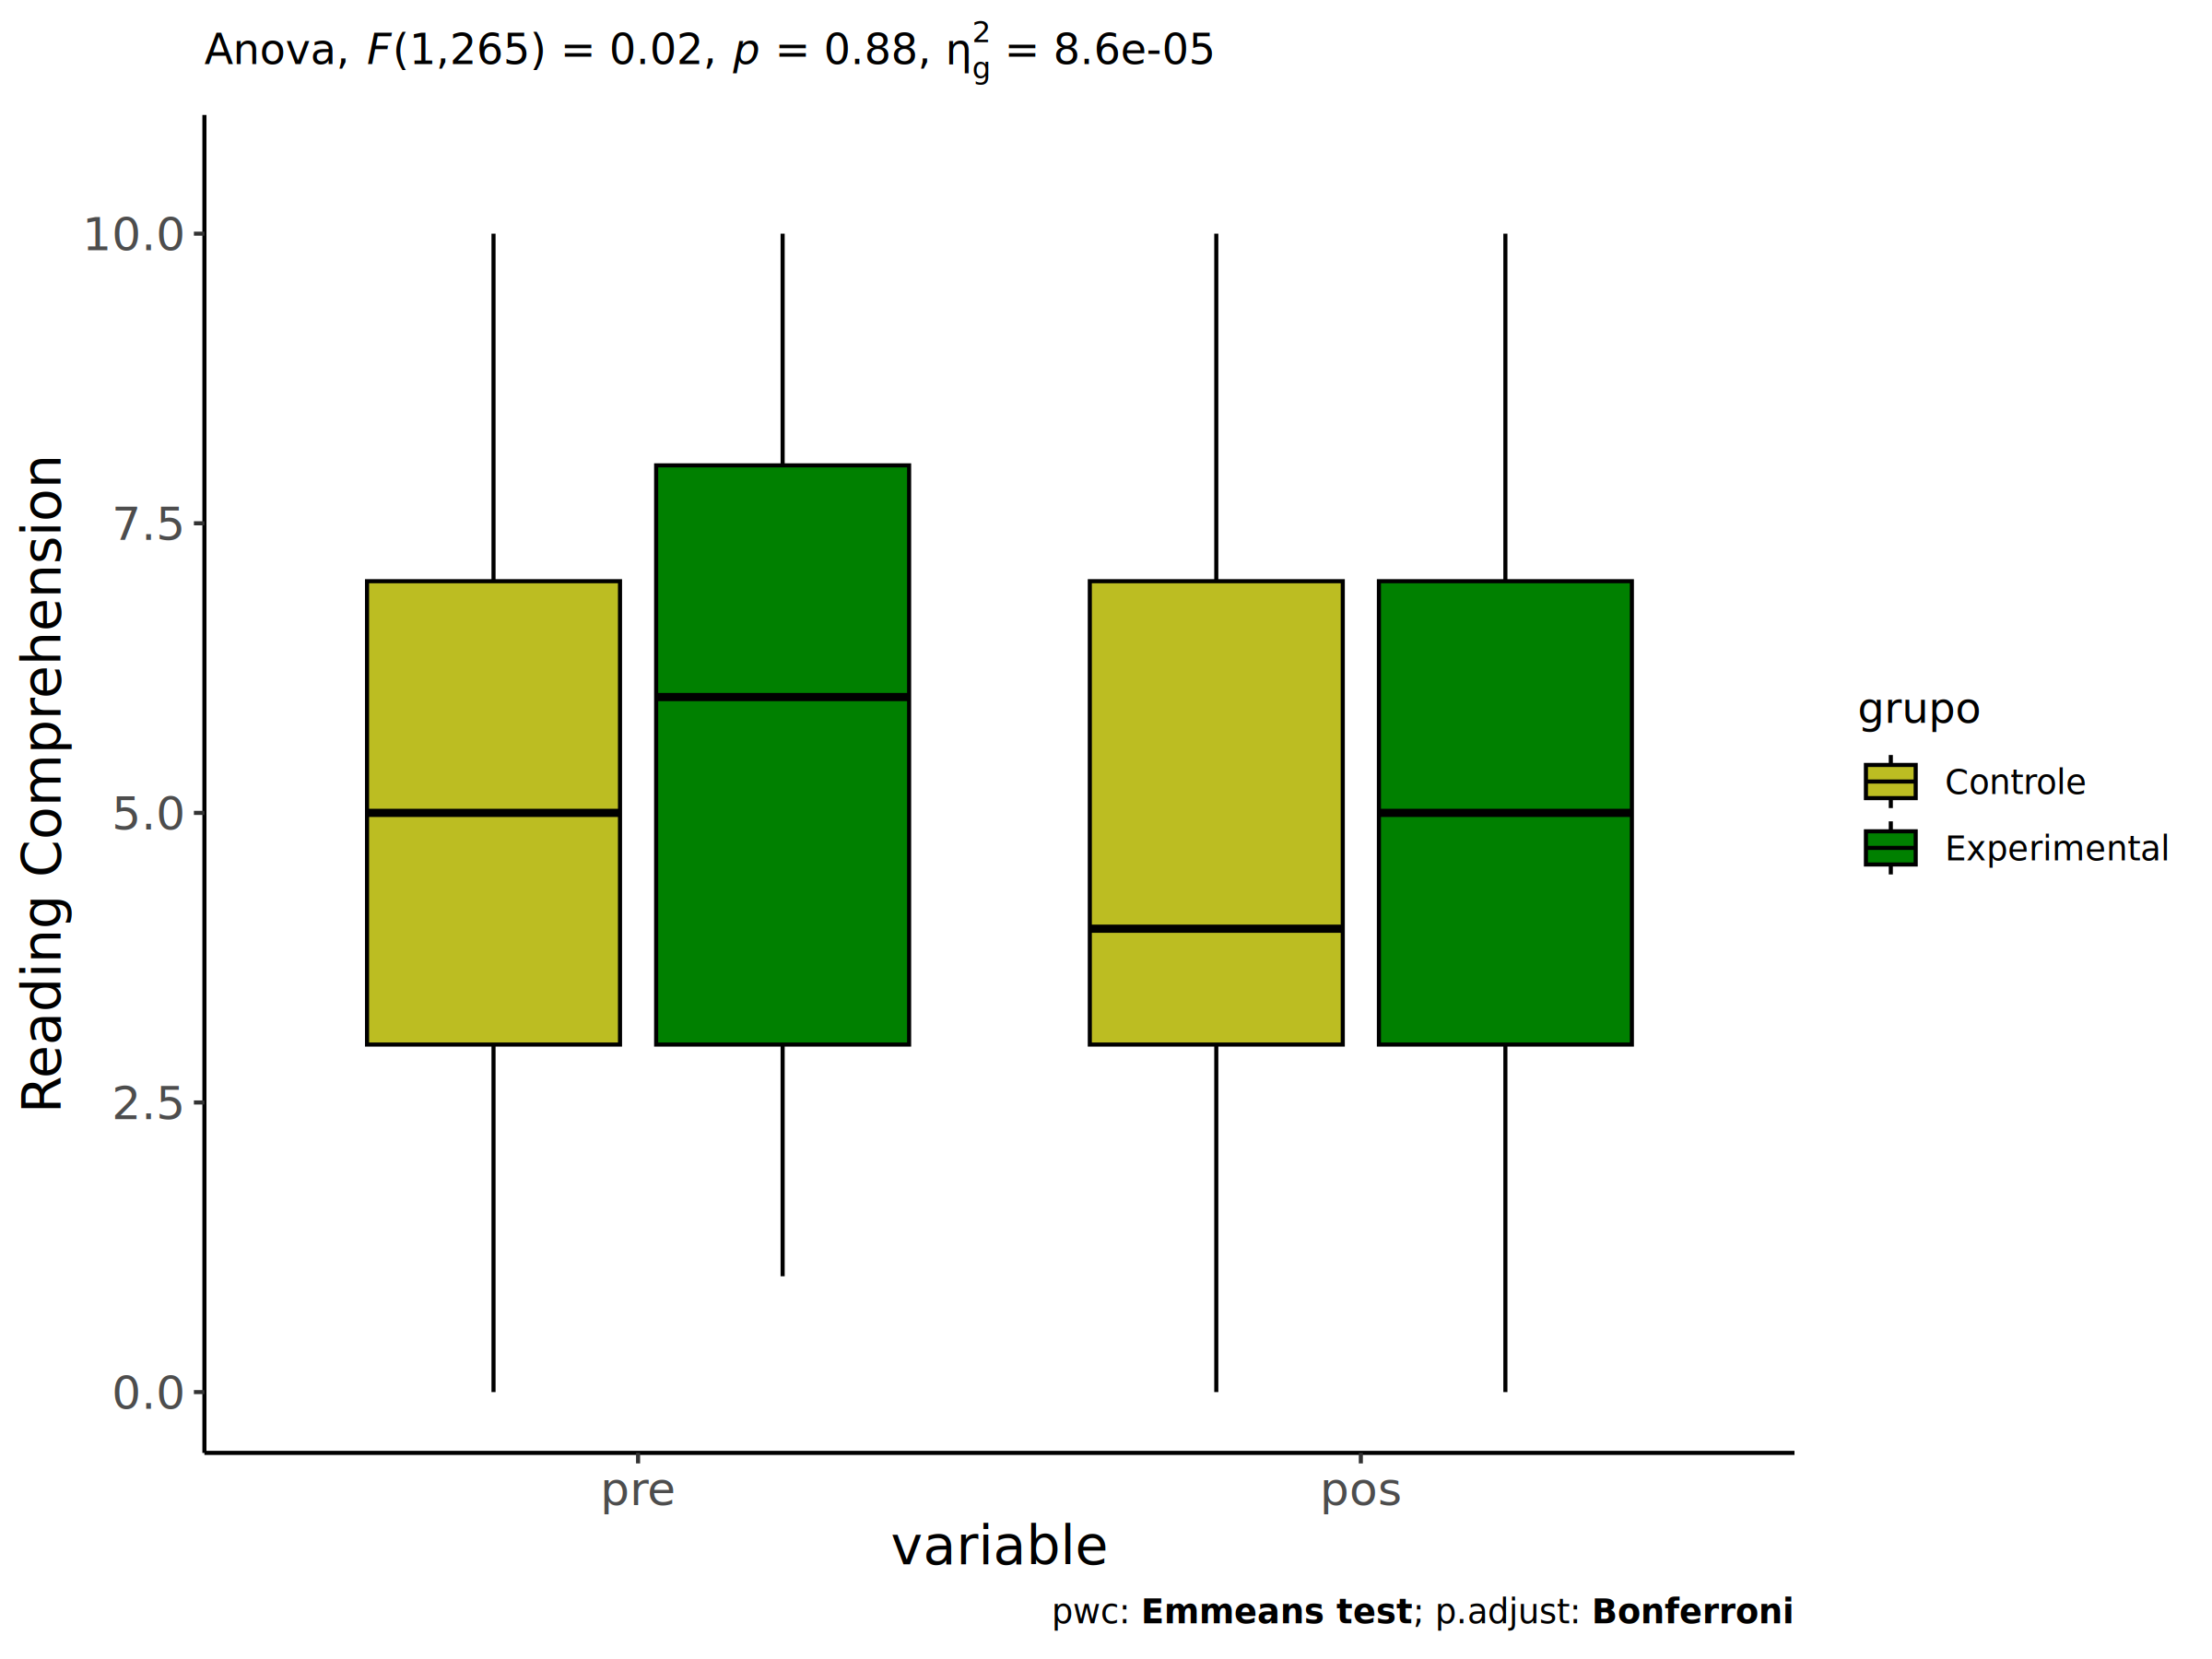 Anova, F(1,265) = 0.02, p = 0.88, η²g = 8.6e-05
Reading Comprehension
10.0
7.5
5.0
2.5
0.0
pre
pos
variable
grupo
Controle
Experimental
pwc: Emmeans test; p.adjust: Bonferroni